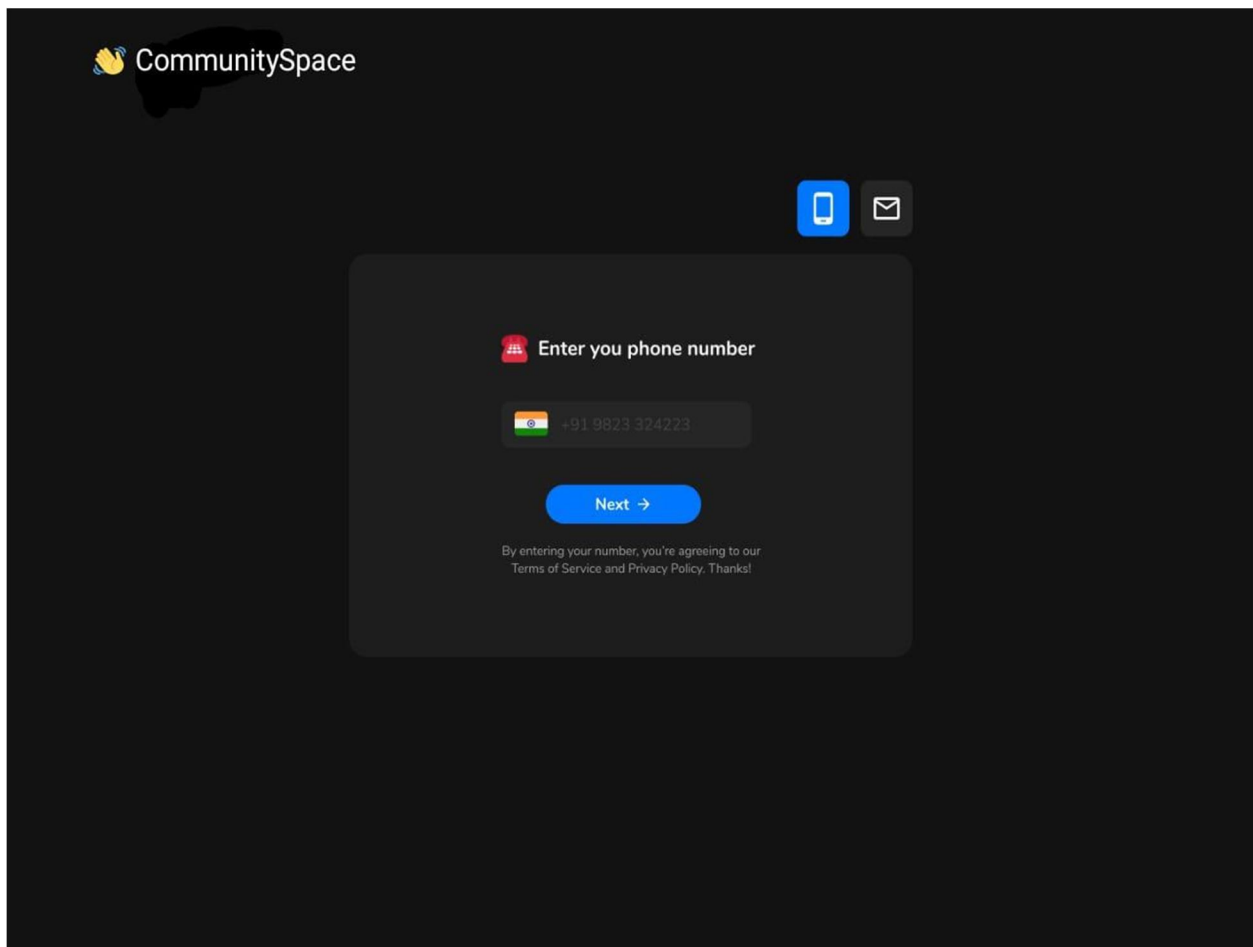 CommunitySpace
Enter you phone number
+91 9823 324223
Next →
By entering your number, you're agreeing to our
Terms of Service and Privacy Policy. Thanks!